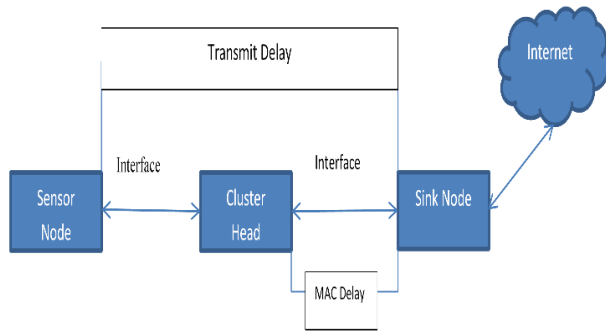 Transmit Delay
Internet
Interface
Interface
Sensor
Node
Cluster
Head
Sink Node
MAC Delay